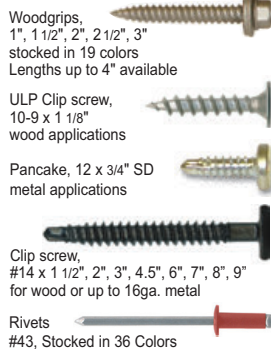 Woodgrips,
1", 1 1/2", 2", 2 1/2", 3"
stocked in 19 colors
Lengths up to 4" available
ULP Clip screw,
10-9 x 1 1/8"
wood applications
Pancake, 12 x 3/4" SD
metal applications
Clip screw,
#14 x 1 1/2", 2", 3", 4.5", 6", 7", 8”, 9”
for wood or up to 16ga. metal
Rivets
#43, Stocked in 36 Colors